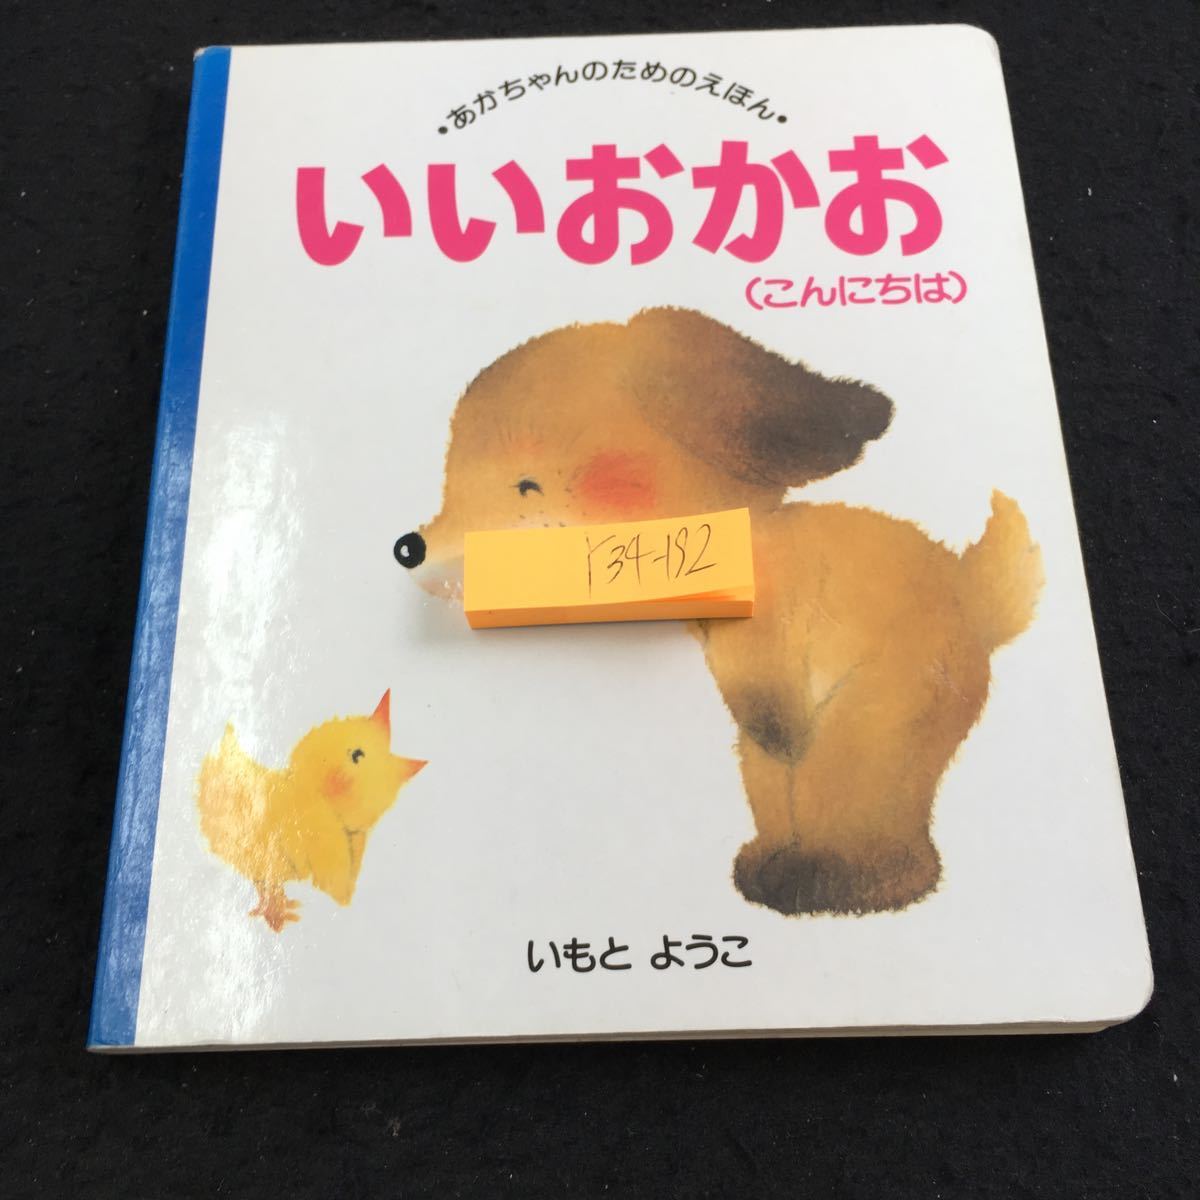 •あかちゃんのためのえほん•
いいおかお
(こんにちは)
Y34-192
いもと ようこ